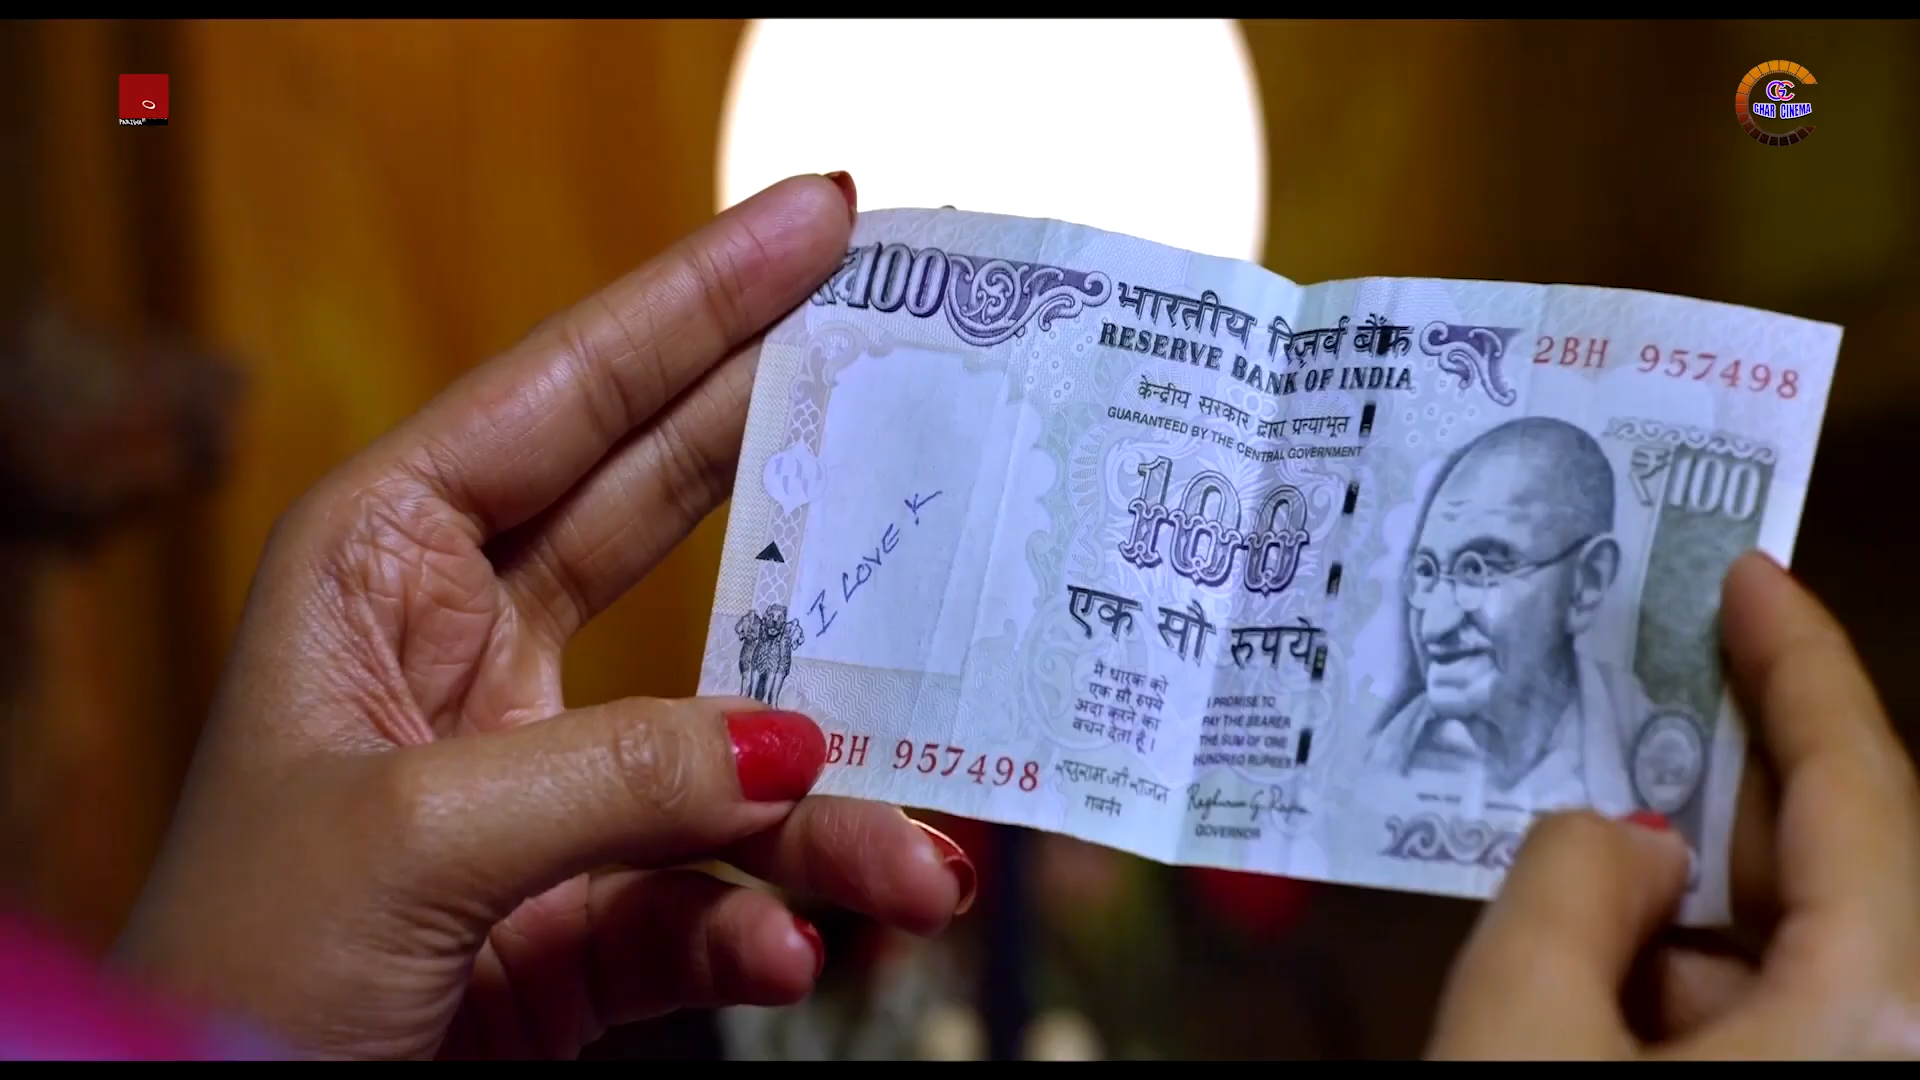 GC
GHAR CINEMA
₹100
भारतीय रिज़र्व बैंक
RESERVE BANK OF INDIA
2BH 957498
केन्द्रीय सरकार द्वारा प्रत्याभूत
GUARANTEED BY THE CENTRAL GOVERNMENT
₹100
100
I LOVE K
एक सौ रुपये
मैं धारक को
एक सौ रुपये
अदा करने का
वचन देता हूँ।
I PROMISE TO
PAY THE BEARER
THE SUM OF ONE
HUNDRED RUPEES
BH 957498
गवर्नर
GOVERNOR